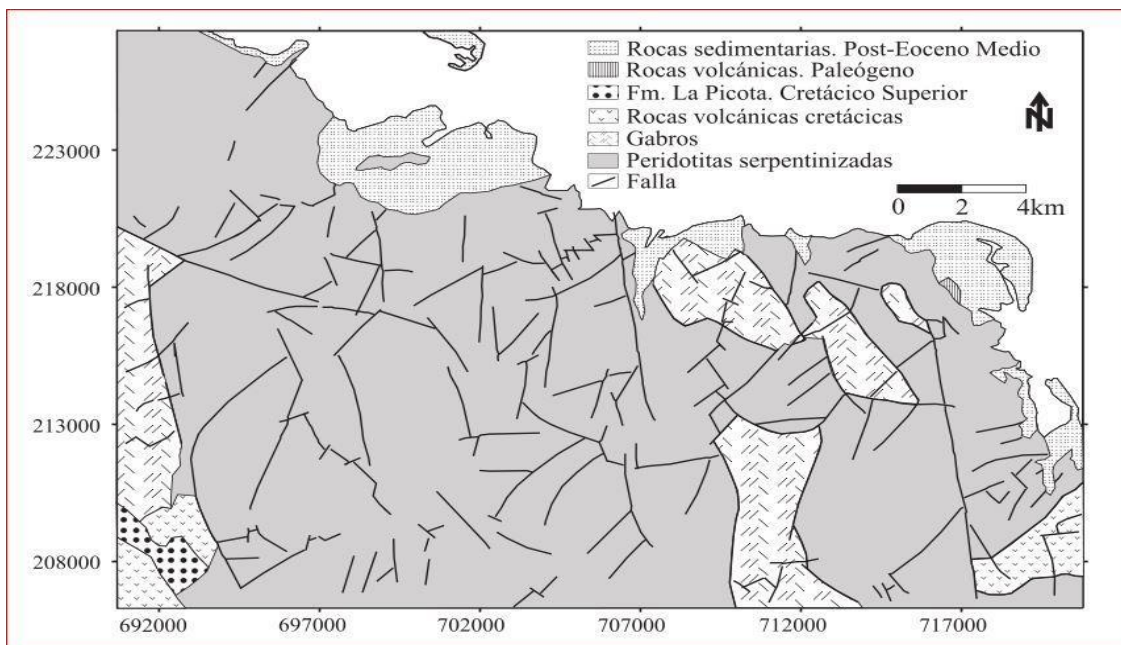 Rocas sedimentarias. Post-Eoceno Medio
Rocas volcánicas. Paleógeno
Fm. La Picota. Cretácico Superior
Rocas volcánicas cretácicas
Gabros
Peridotitas serpentinizadas
Falla
N
0 2 4km
223000
218000
213000
208000
692000 697000 702000 707000 712000 717000